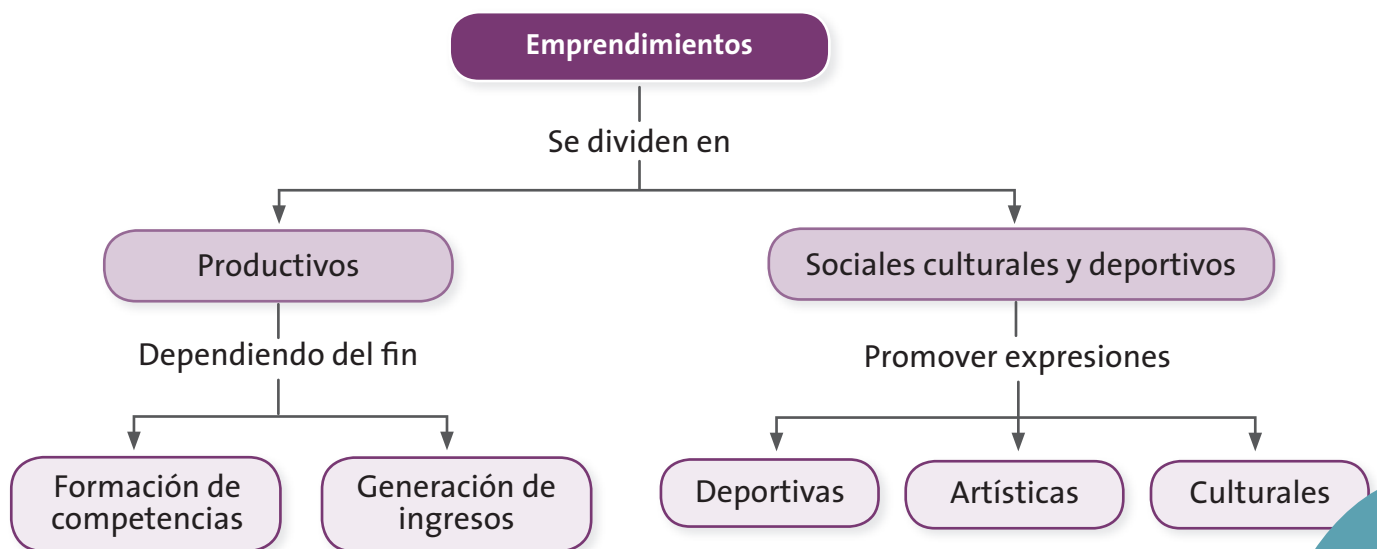 Emprendimientos
Se dividen en
Productivos
Sociales culturales y deportivos
Dependiendo del fin
Promover expresiones
Formación de
competencias
Generación de
ingresos
Deportivas
Artísticas
Culturales